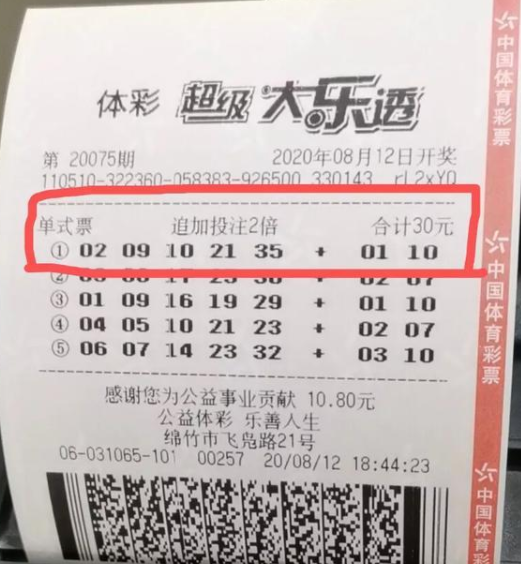 体彩 超级大乐透
第 20075期 2020年08月12日开奖
110510-322360-058383-926500 330143 rL2xYQ
单式票 追加投注2倍 合计30元
① 02 09 10 21 35 + 01 10
② 17 + 02 07
③ 01 09 16 19 29 + 01 10
④ 04 05 10 21 23 + 02 07
⑤ 06 07 14 23 32 + 03 10
感谢您为公益事业贡献 10.80元
公益体彩 乐善人生
绵竹市飞凫路21号
06-031065-101 00257 20/08/12 18:44:23
中国体育彩票
中国体育彩票
中国体育彩票